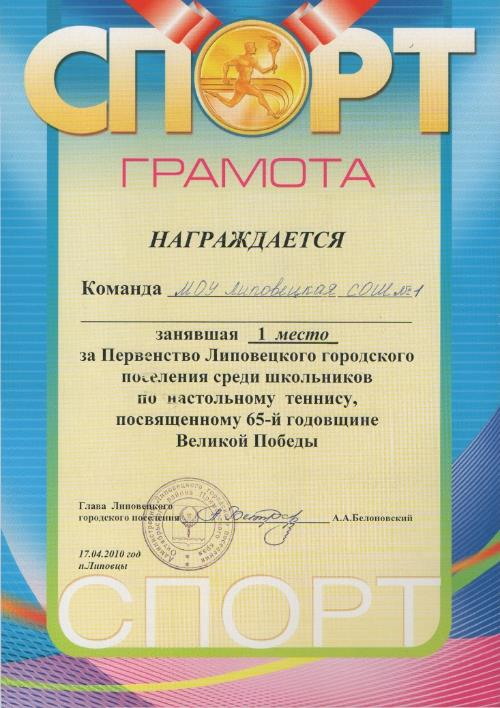 СПОРТ
ГРАМОТА
НАГРАЖДАЕТСЯ
Команда МОУ Липовецкая СОШ №1
занявшая 1 место
за Первенство Липовецкого городского
поселения среди школьников
по настольному теннису,
посвященному 65-й годовщине
Великой Победы
Глава Липовецкого
городского поселения А.А.Белоновский
17.04.2010 год
п.Липовцы
СПОРТ